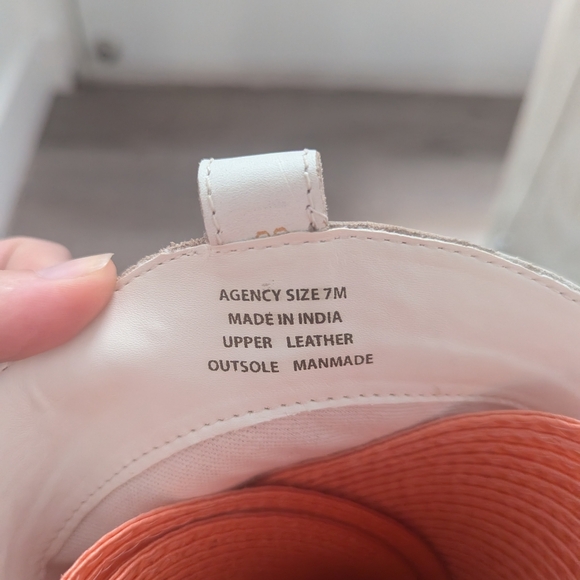 AGENCY SIZE 7M
MADE IN INDIA
UPPER LEATHER
OUTSOLE MANMADE